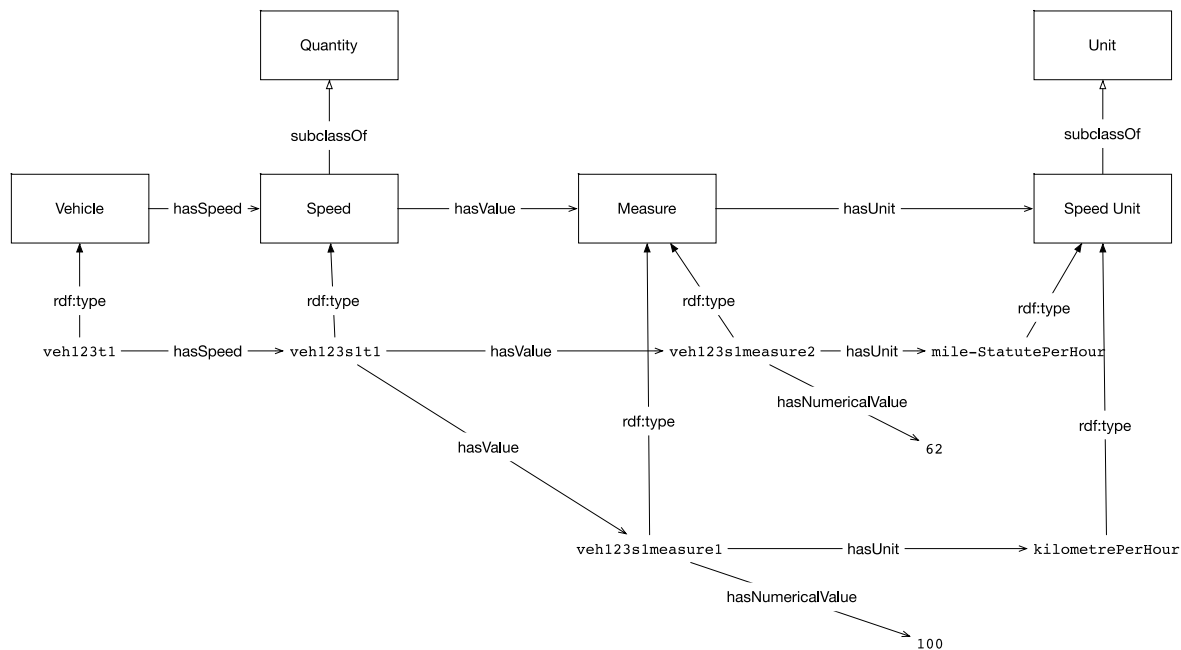 Quantity
Unit
subclassOf
subclassOf
Vehicle
hasSpeed
Speed
hasValue
Measure
hasUnit
Speed Unit
rdf:type
rdf:type
rdf:type
rdf:type
veh123t1
hasSpeed
veh123s1t1
hasValue
veh123s1measure2
hasUnit
mile-StatutePerHour
hasNumericalValue
rdf:type
rdf:type
hasValue
62
veh123s1measure1
hasUnit
kilometrePerHour
hasNumericalValue
100